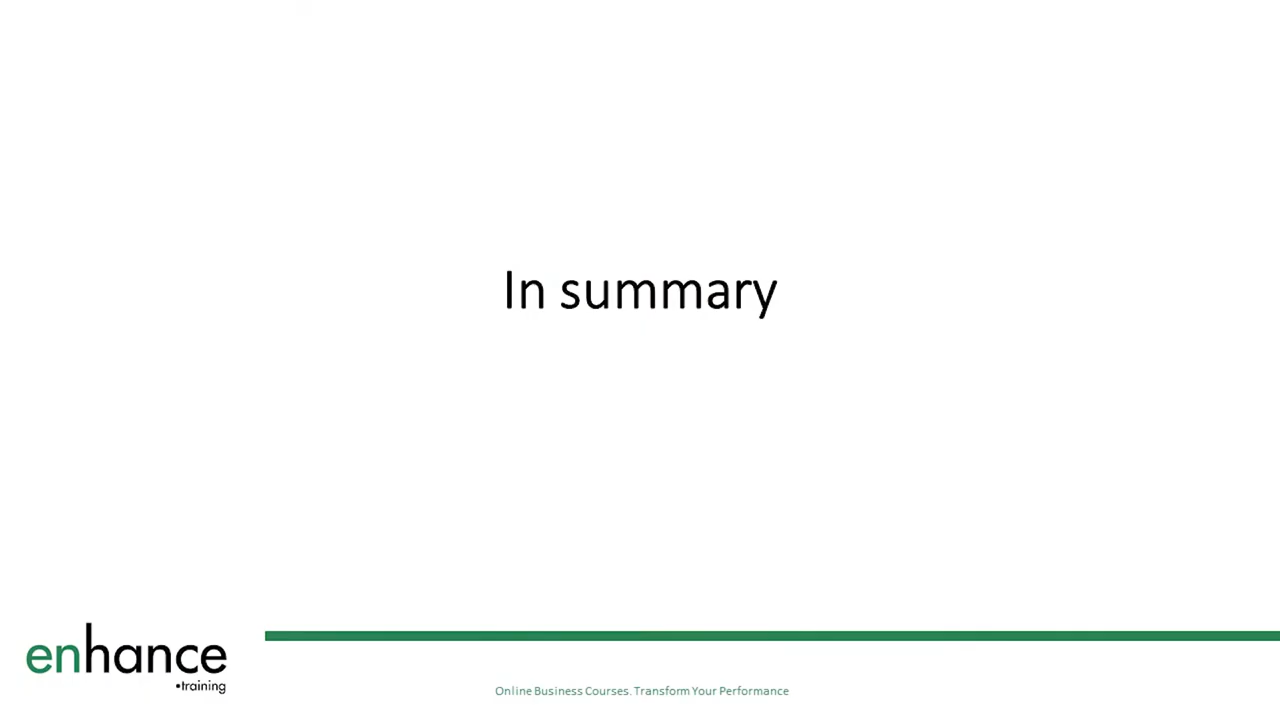 In summary
enhance
•training
Online Business Courses. Transform Your Performance